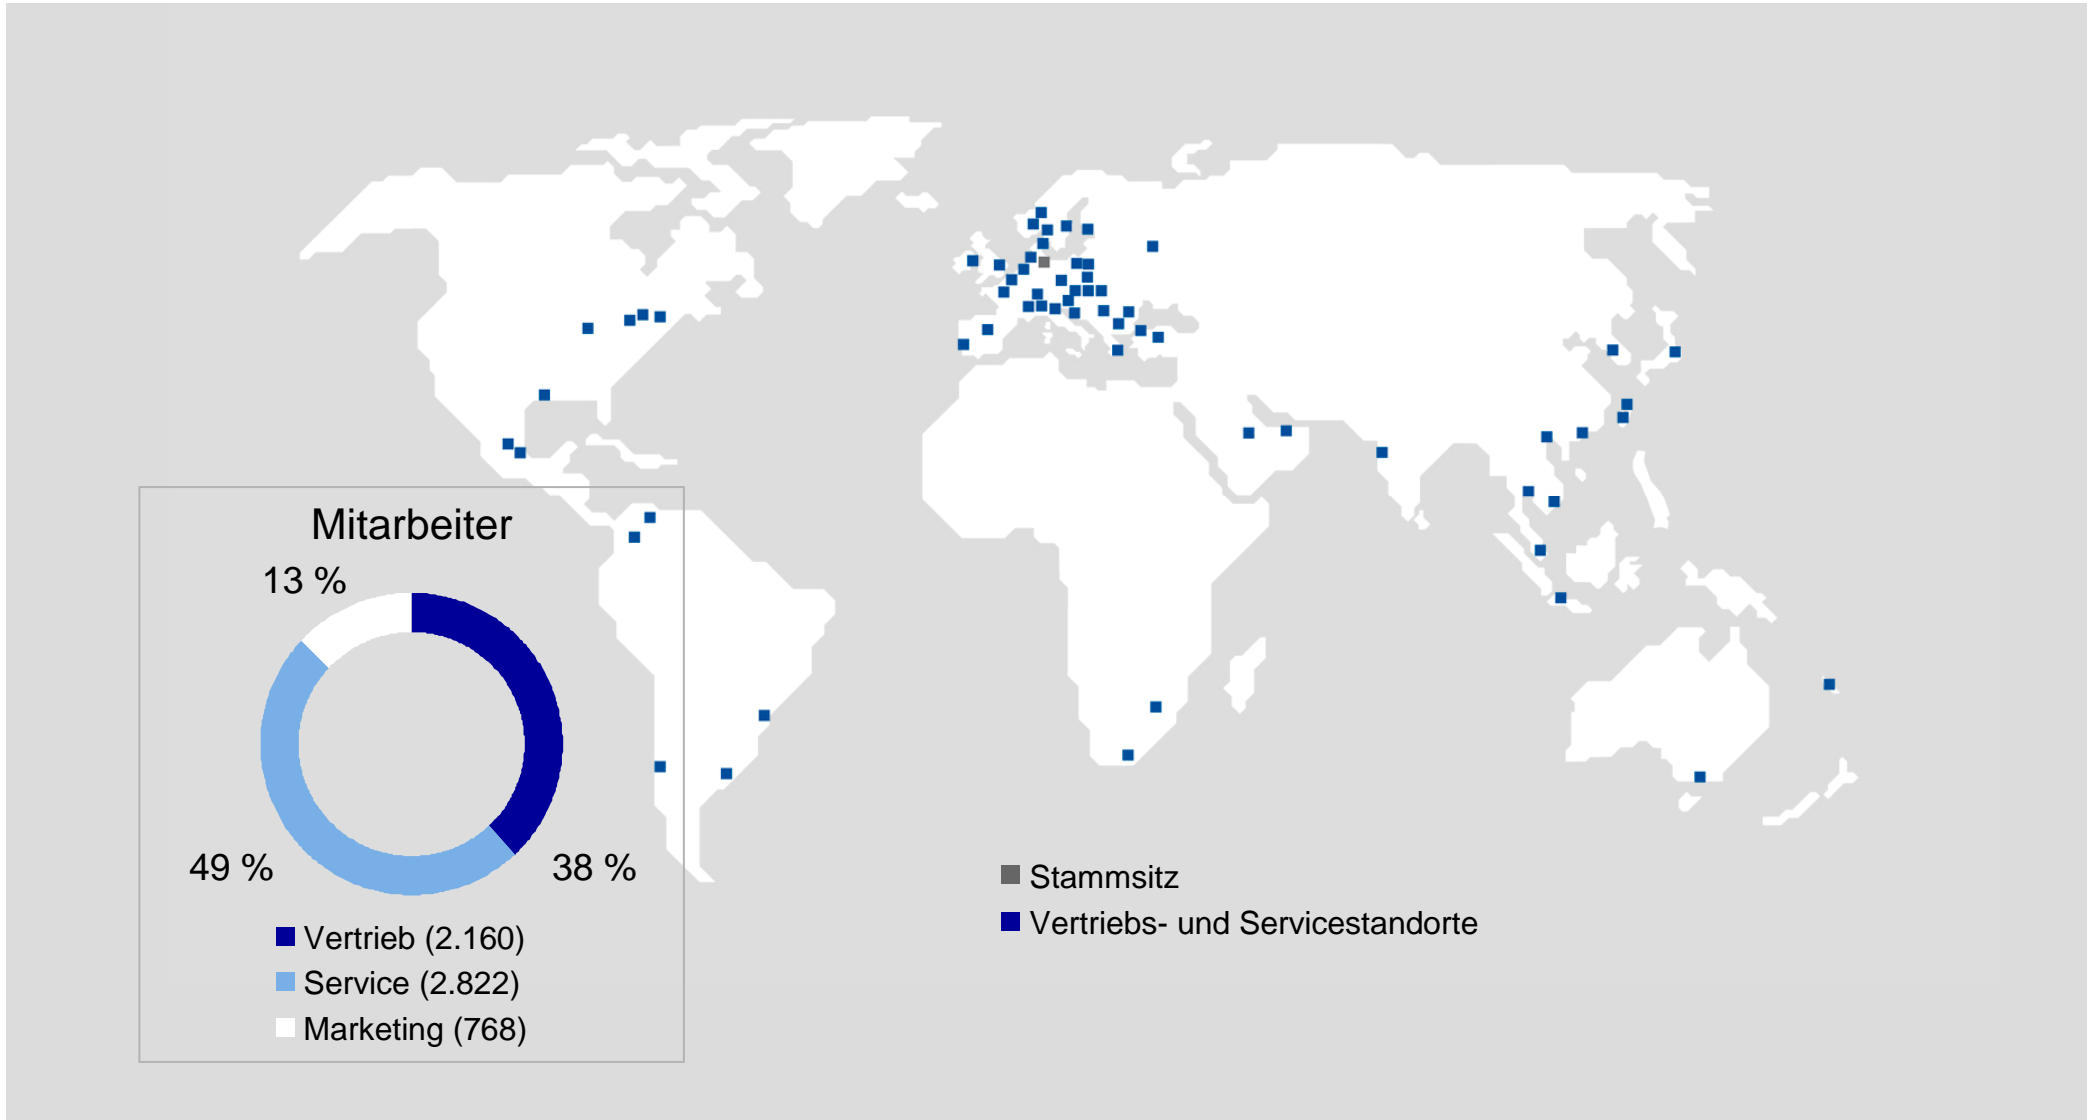 Mitarbeiter
13 %
49 %
38 %
Vertrieb (2.160)
Service (2.822)
Marketing (768)
Stammsitz
Vertriebs- und Servicestandorte